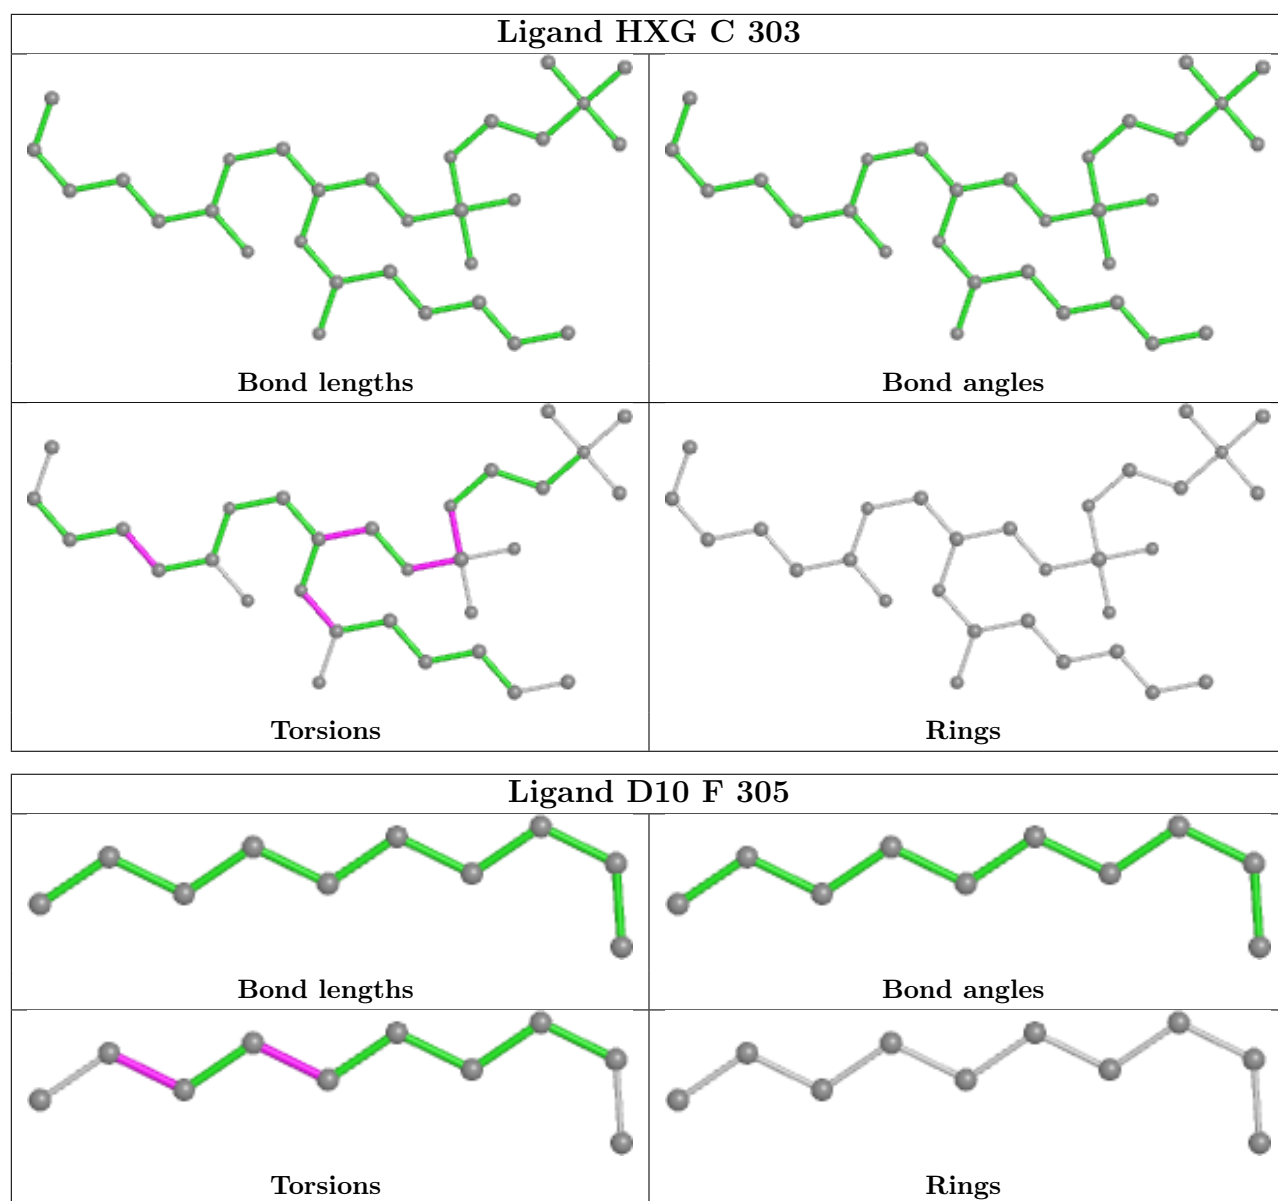 Ligand HXG C 303
Bond lengths
Bond angles
Torsions
Rings
Ligand D10 F 305
Bond lengths
Bond angles
Torsions
Rings